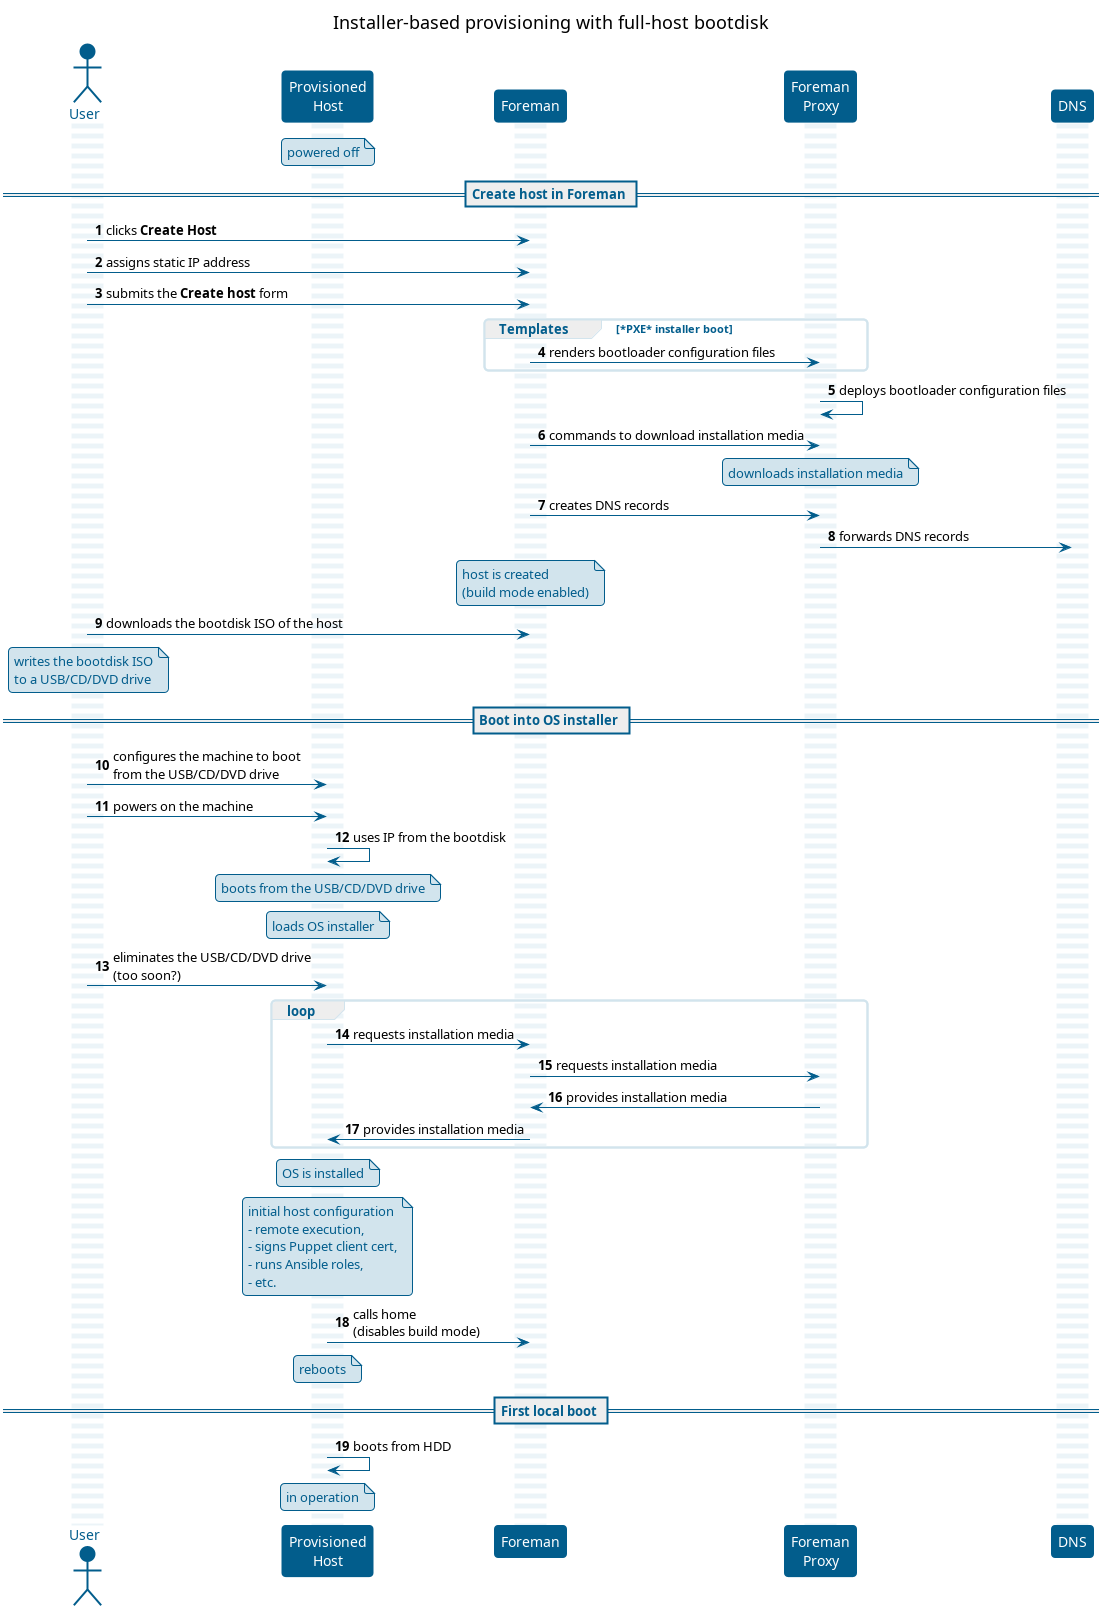 Installer-based provisioning with full-host bootdisk
User
Provisioned
Host
Foreman
Foreman
Proxy
DNS
powered off
Create host in Foreman
1 clicks Create Host
2 assigns static IP address
3 submits the Create host form
Templates [*PXE* installer boot]
4 renders bootloader configuration files
5 deploys bootloader configuration files
6 commands to download installation media
downloads installation media
7 creates DNS records
8 forwards DNS records
host is created
(build mode enabled)
9 downloads the bootdisk ISO of the host
writes the bootdisk ISO
to a USB/CD/DVD drive
Boot into OS installer
10 configures the machine to boot
from the USB/CD/DVD drive
11 powers on the machine
12 uses IP from the bootdisk
boots from the USB/CD/DVD drive
loads OS installer
13 eliminates the USB/CD/DVD drive
(too soon?)
loop
14 requests installation media
15 requests installation media
16 provides installation media
17 provides installation media
OS is installed
initial host configuration
- remote execution,
- signs Puppet client cert,
- runs Ansible roles,
- etc.
18 calls home
(disables build mode)
reboots
First local boot
19 boots from HDD
in operation
User
Provisioned
Host
Foreman
Foreman
Proxy
DNS